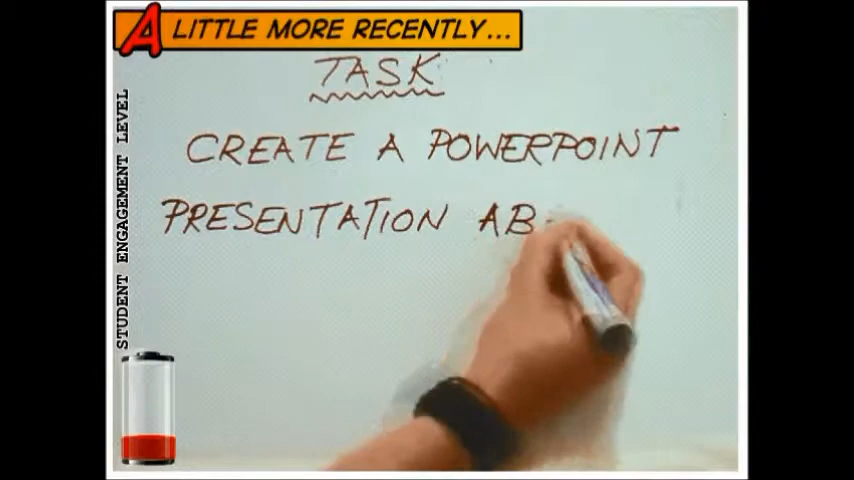 A LITTLE MORE RECENTLY...
TASK
CREATE A POWERPOINT
PRESENTATION AB
STUDENT ENGAGEMENT LEVEL